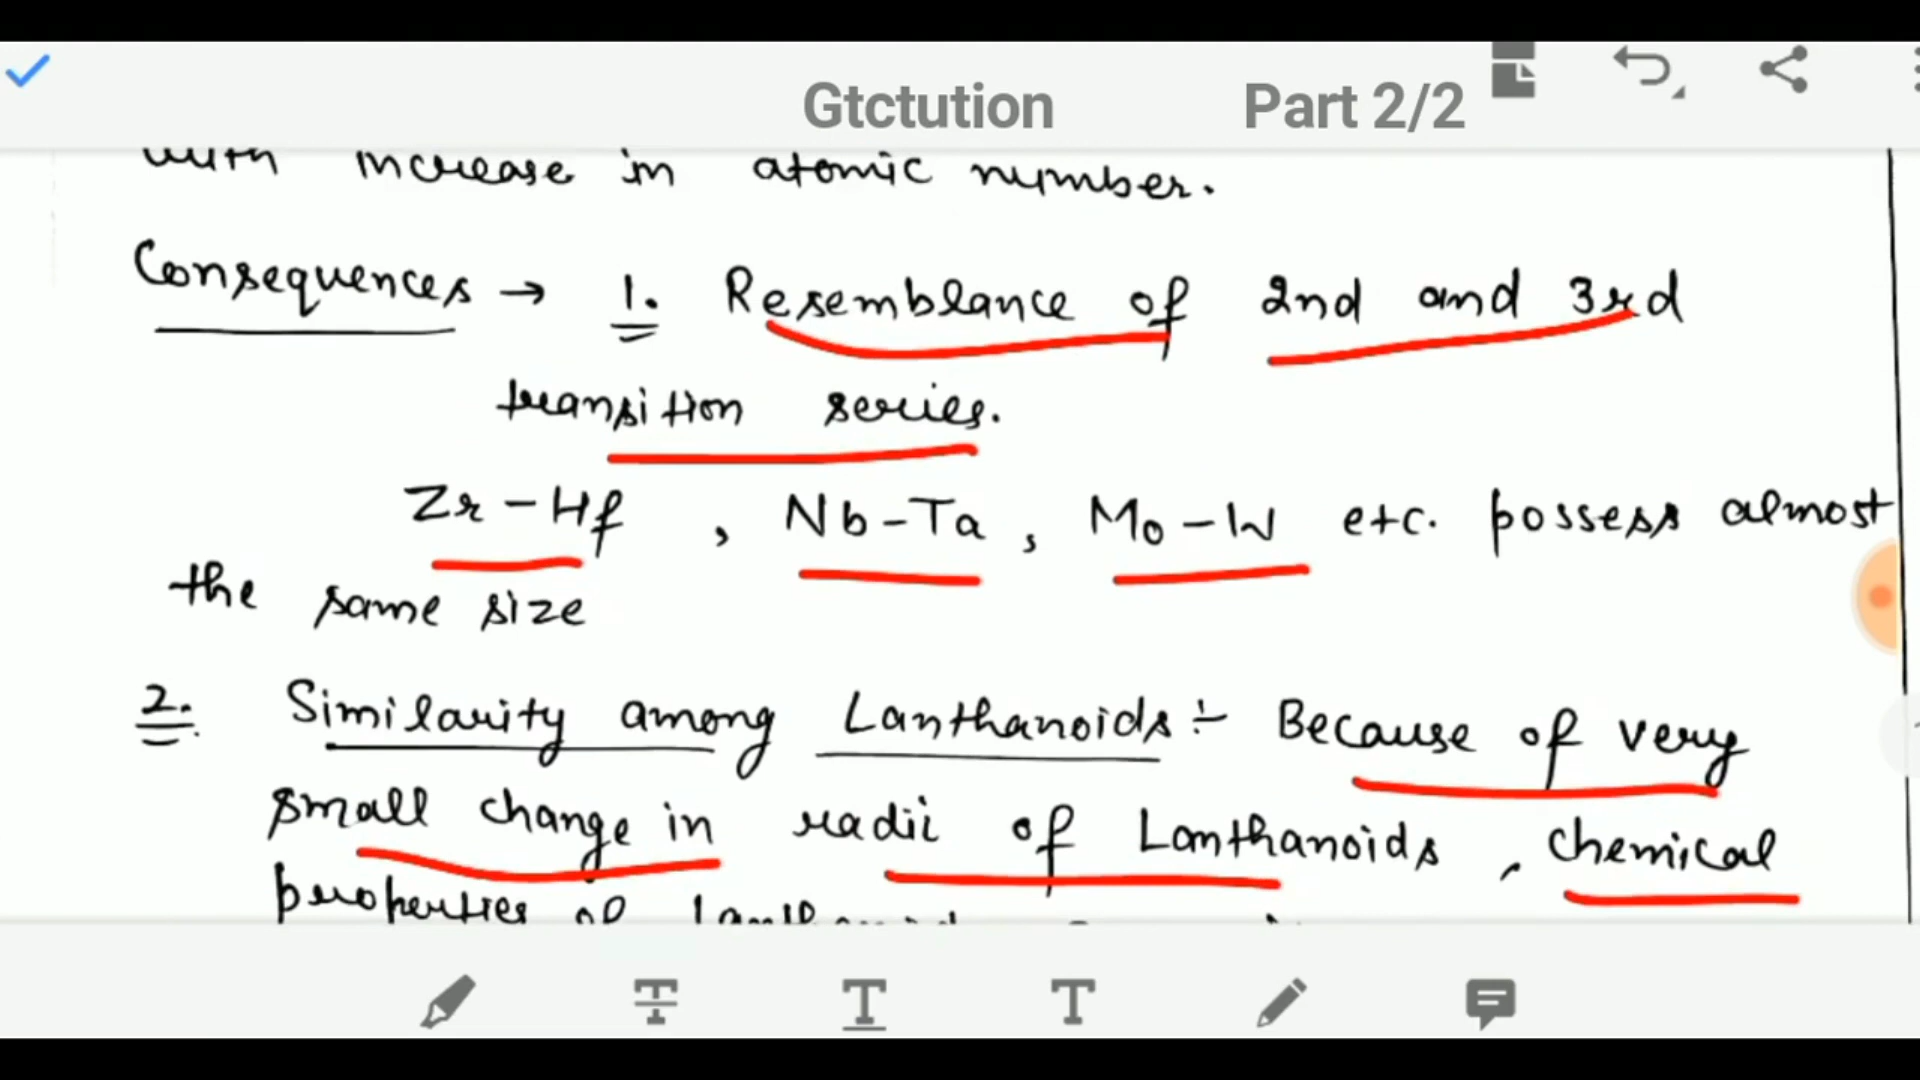 Gtctution Part 2/2
with increase in atomic number.
Consequences → 1. Resemblance of 2nd and 3rd
transition series.
Zr - Hf , Nb - Ta , Mo - W etc. possess almost
the same size
2. Similarity among Lanthanoids :- Because of very
small change in radii of Lanthanoids , chemical
properties of